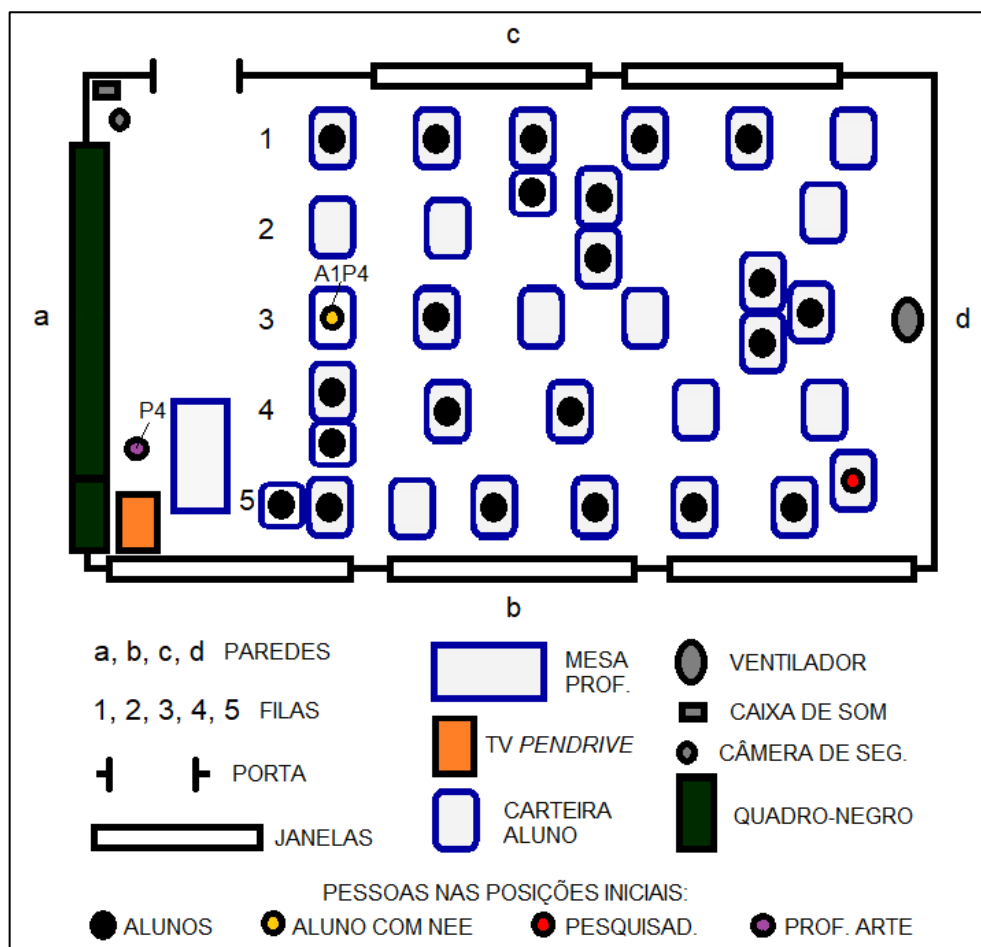 c
1
2
A1P4
a
3
d
4
P4
5
b
a, b, c, d PAREDES
1, 2, 3, 4, 5 FILAS
PORTA
JANELAS
MESA
PROF.
TV PENDRIVE
CARTEIRA
ALUNO
VENTILADOR
CAIXA DE SOM
CÂMERA DE SEG.
QUADRO-NEGRO
PESSOAS NAS POSIÇÕES INICIAIS:
ALUNOS
ALUNO COM NEE
PESQUISAD.
PROF. ARTE